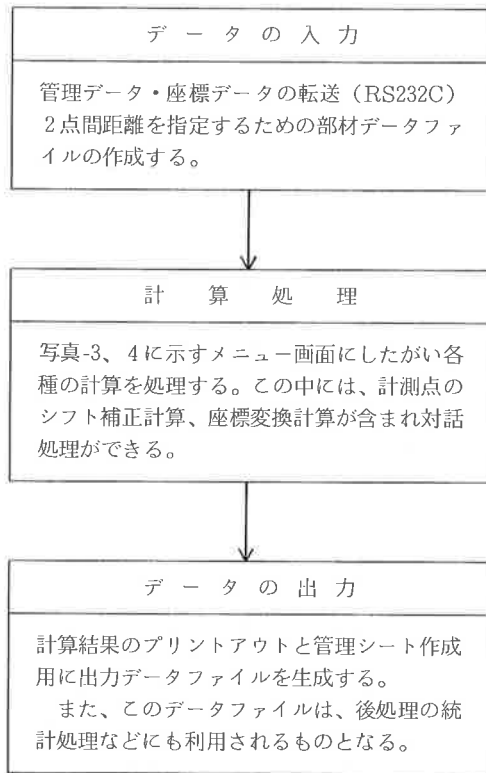 データの入力
管理データ・座標データの転送（RS232C）
２点間距離を指定するための部材データファ
イルの作成する。
計算処理
写真-3、4に示すメニュー画面にしたがい各
種の計算を処理する。この中には、計測点の
シフト補正計算、座標変換計算が含まれ対話
処理ができる。
データの出力
計算結果のプリントアウトと管理シート作成
用に出力データファイルを生成する。
また、このデータファイルは、後処理の統
計処理などにも利用されるものとなる。